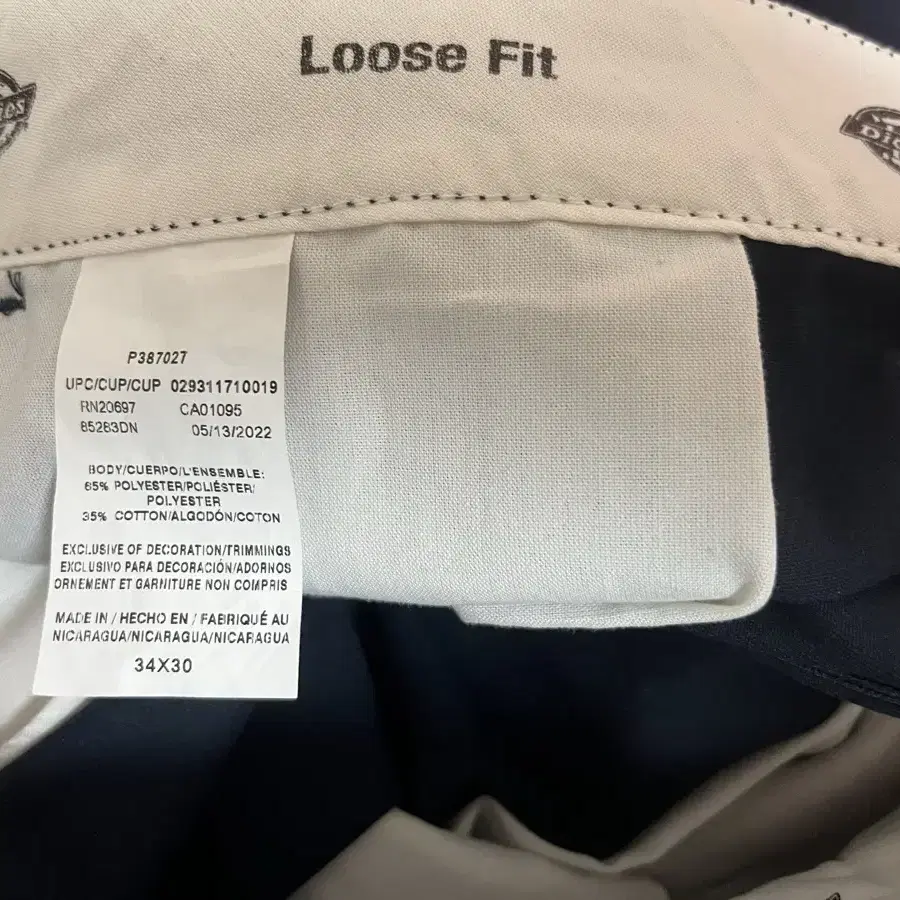 Loose Fit
P387027
UPC/CUP/CUP 029311710019
RN20697 CA01095
85283DN 05/13/2022
BODY/CUERPO/L'ENSEMBLE:
65% POLYESTER/POLIÉSTER/
POLYESTER
35% COTTON/ALGODÓN/COTON
EXCLUSIVE OF DECORATION/TRIMMINGS
EXCLUSIVO PARA DECORACIÓN/ADORNOS
ORNEMENT ET GARNITURE NON COMPRIS
MADE IN / HECHO EN / FABRIQUÉ AU
NICARAGUA/NICARAGUA/NICARAGUA
34X30